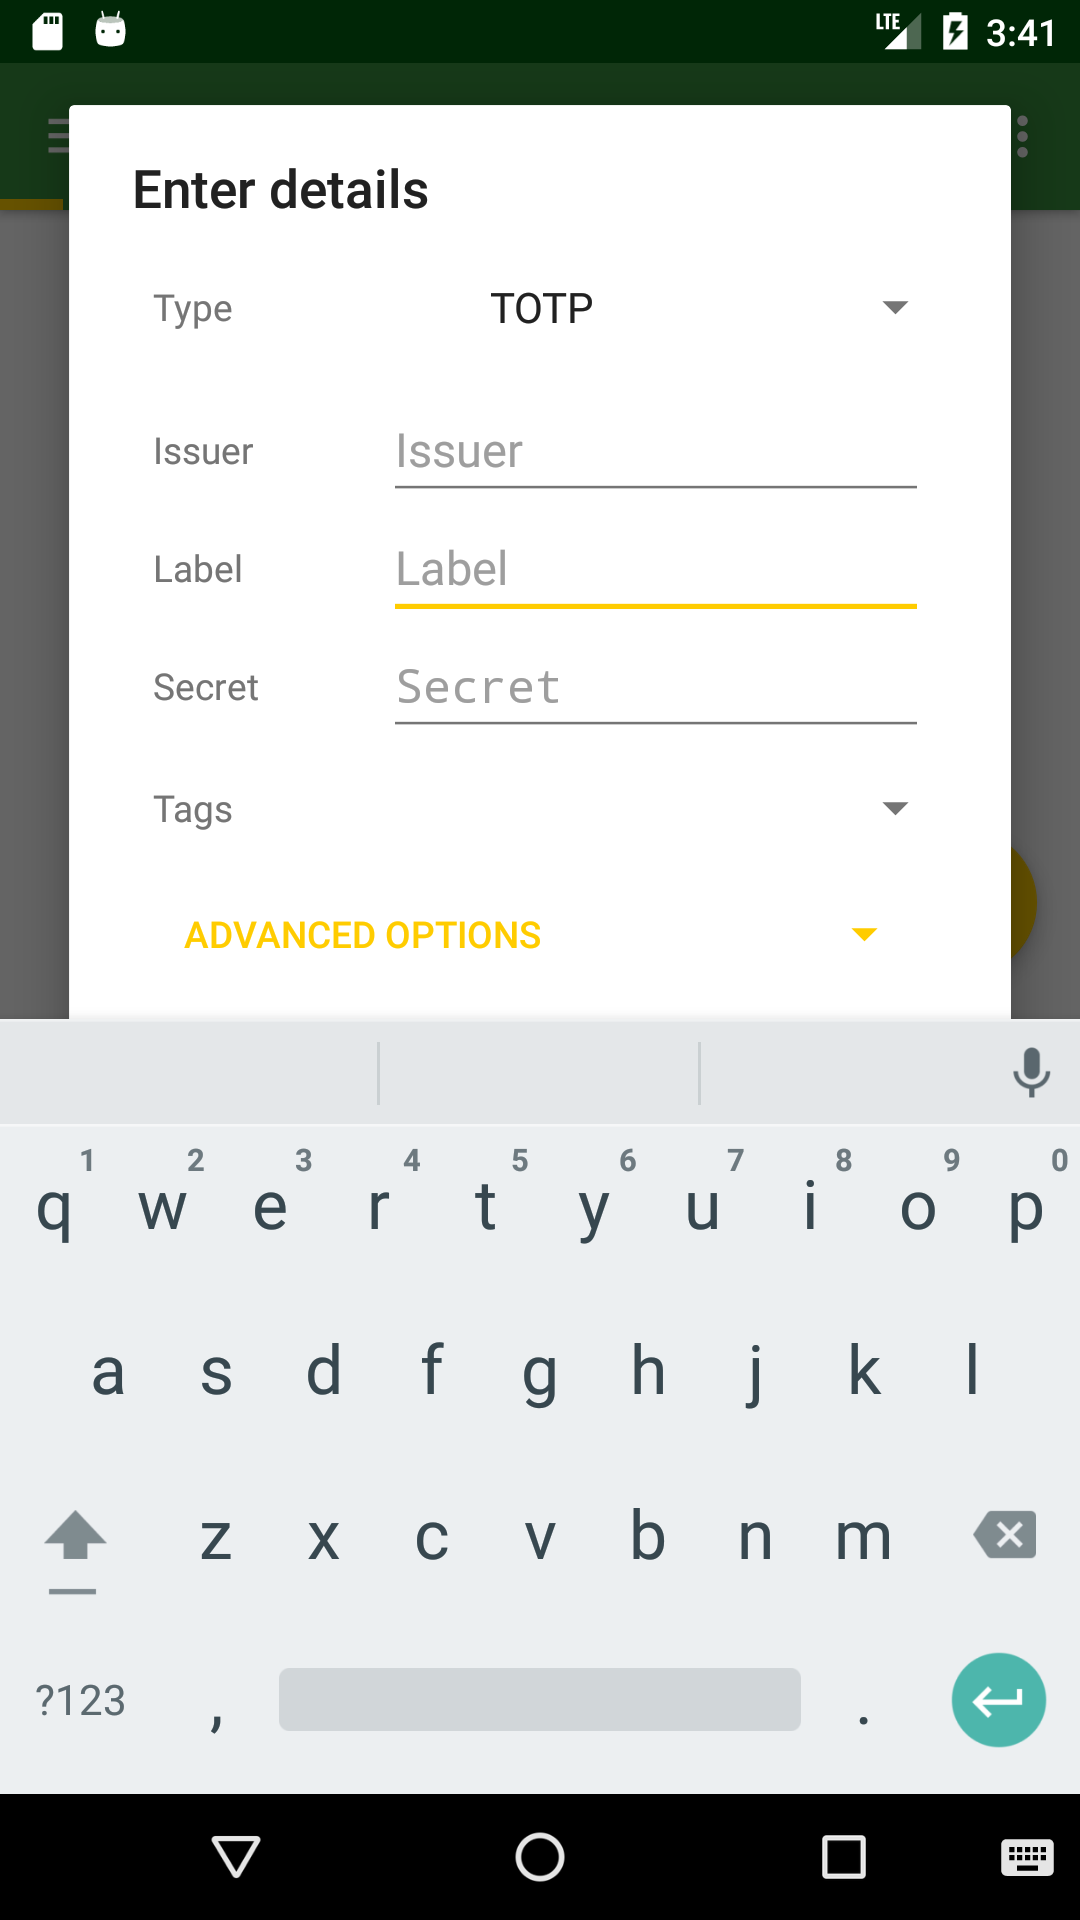 LTE 3:41
Enter details
Type TOTP
Issuer Issuer
Label Label
Secret Secret
Tags
ADVANCED OPTIONS
1 2 3 4 5 6 7 8 9 0
q w e r t y u i o p
a s d f g h j k l
z x c v b n m
?123 , .